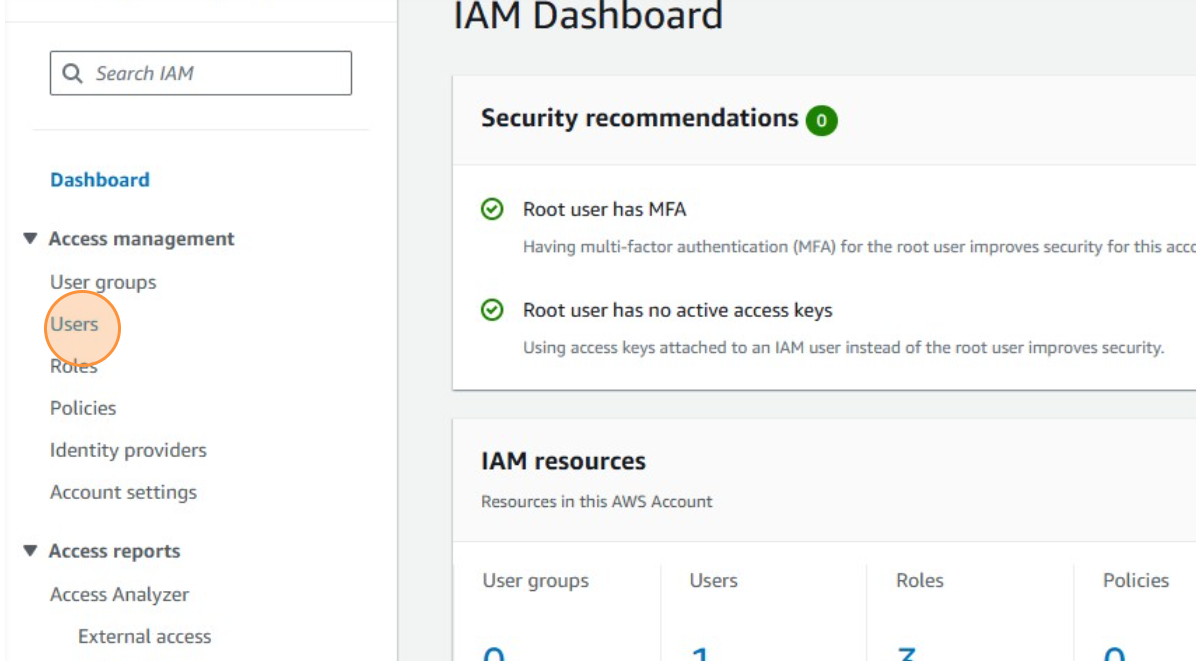 IAM Dashboard
Search IAM
Dashboard
Access management
User groups
Users
Roles
Policies
Identity providers
Account settings
Access reports
Access Analyzer
External access
Security recommendations 0
Root user has MFA
Having multi-factor authentication (MFA) for the root user improves security for this acco
Root user has no active access keys
Using access keys attached to an IAM user instead of the root user improves security.
IAM resources
Resources in this AWS Account
User groups Users Roles Policies
0 1 3 0